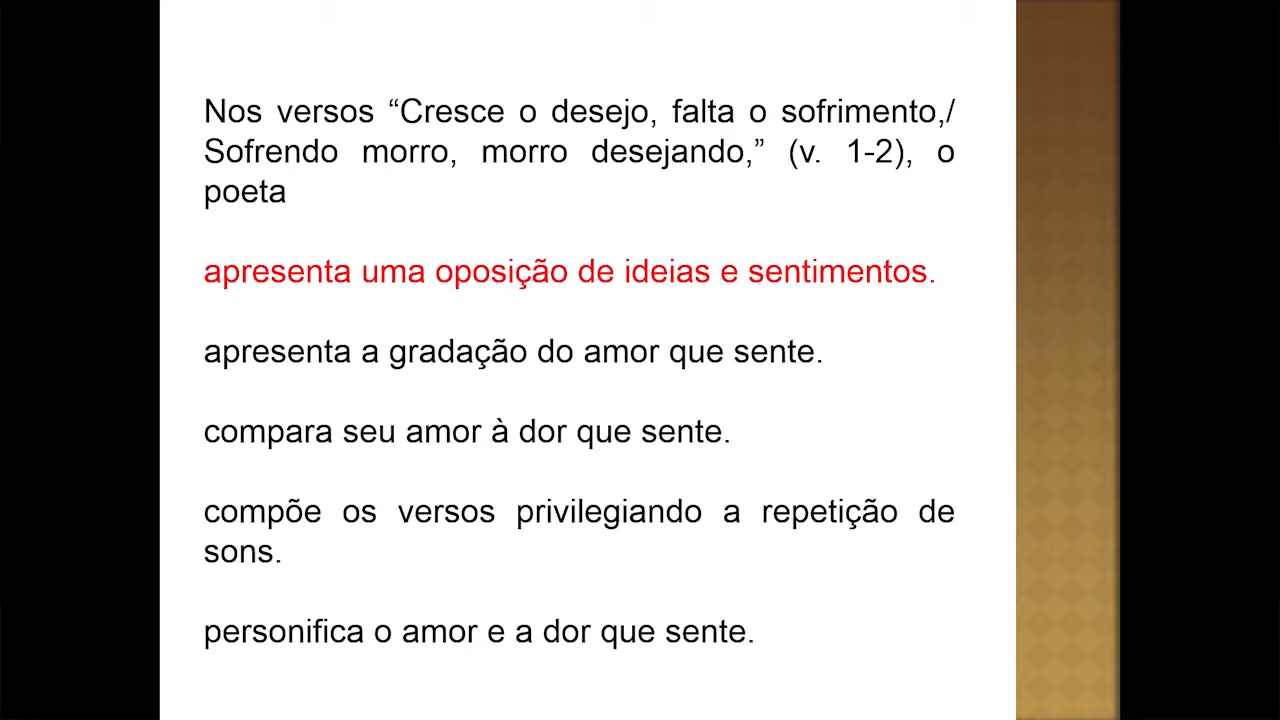 Nos versos “Cresce o desejo, falta o sofrimento,/
Sofrendo morro, morro desejando,” (v. 1-2), o
poeta
apresenta uma oposição de ideias e sentimentos.
apresenta a gradação do amor que sente.
compara seu amor à dor que sente.
compõe os versos privilegiando a repetição de
sons.
personifica o amor e a dor que sente.